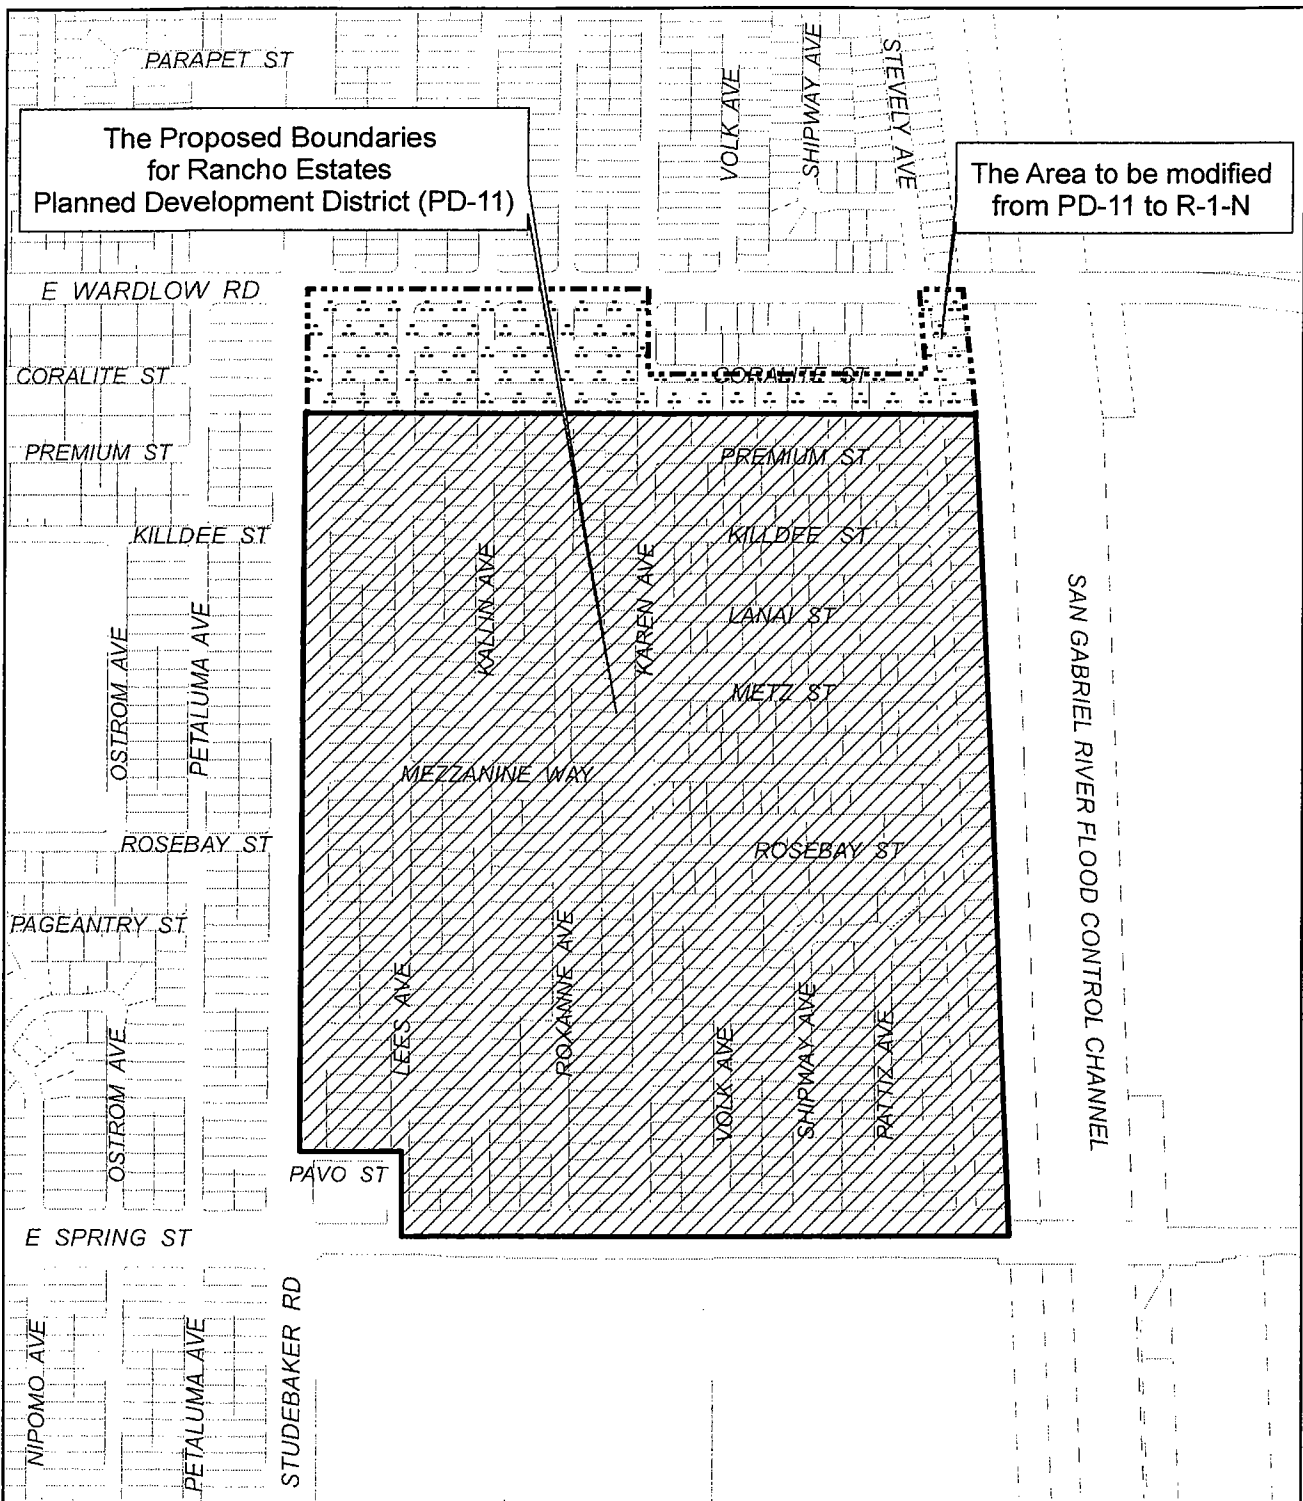 PARAPET ST
VOLK AVE
SHIPWAY AVE
STEVELY AVE
The Proposed Boundaries
for Rancho Estates
Planned Development District (PD-11)
The Area to be modified
from PD-11 to R-1-N
E WARDLOW RD
CORALITE ST
CORALITE ST
PREMIUM ST
PREMIUM ST
KILLDEE ST
KILLDEE ST
KALLIN AVE
KAREN AVE
LANAI ST
OSTROM AVE
PETALUMA AVE
METZ ST
SAN GABRIEL RIVER FLOOD CONTROL CHANNEL
MEZZANINE WAY
ROSEBAY ST
ROSEBAY ST
PAGEANTRY ST
LEES AVE
ROXANNE AVE
OSTROM AVE
VOLK AVE
SHIPWAY AVE
PATTIZ AVE
PAVO ST
E SPRING ST
NIPOMO AVE
PETALUMA AVE
STUDEBAKER RD